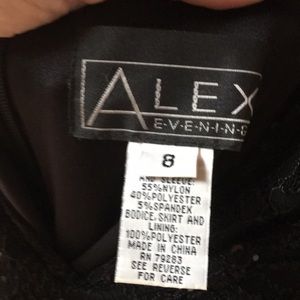 ALEX
E·V·E·N·I·N·G
8
AND SLEEVE:
55%NYLON
40%POLYESTER
5%SPANDEX
BODICE, SKIRT AND
LINING:
100%POLYESTER
MADE IN CHINA
RN 79283
SEE REVERSE
FOR CARE